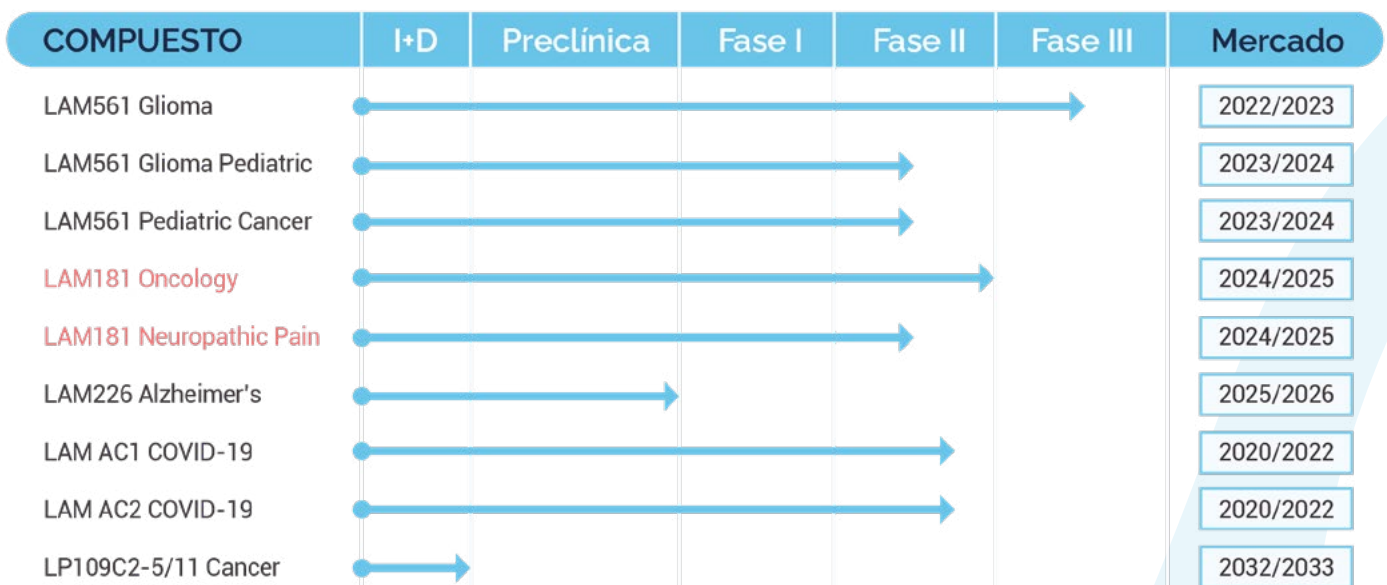 COMPUESTO I+D Preclínica Fase I Fase II Fase III Mercado
LAM561 Glioma 2022/2023
LAM561 Glioma Pediatric 2023/2024
LAM561 Pediatric Cancer 2023/2024
LAM181 Oncology 2024/2025
LAM181 Neuropathic Pain 2024/2025
LAM226 Alzheimer's 2025/2026
LAM AC1 COVID-19 2020/2022
LAM AC2 COVID-19 2020/2022
LP109C2-5/11 Cancer 2032/2033